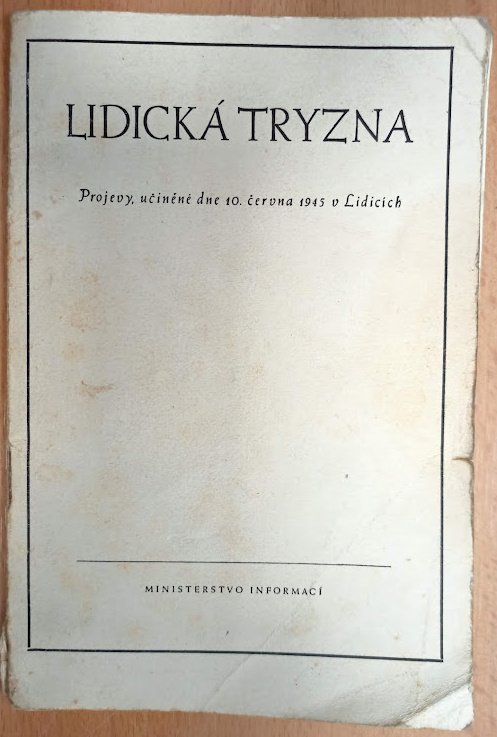 LIDICKÁ TRYZNA
Projevy, učiněné dne 10. června 1945 v Lidicích
MINISTERSTVO INFORMACÍ